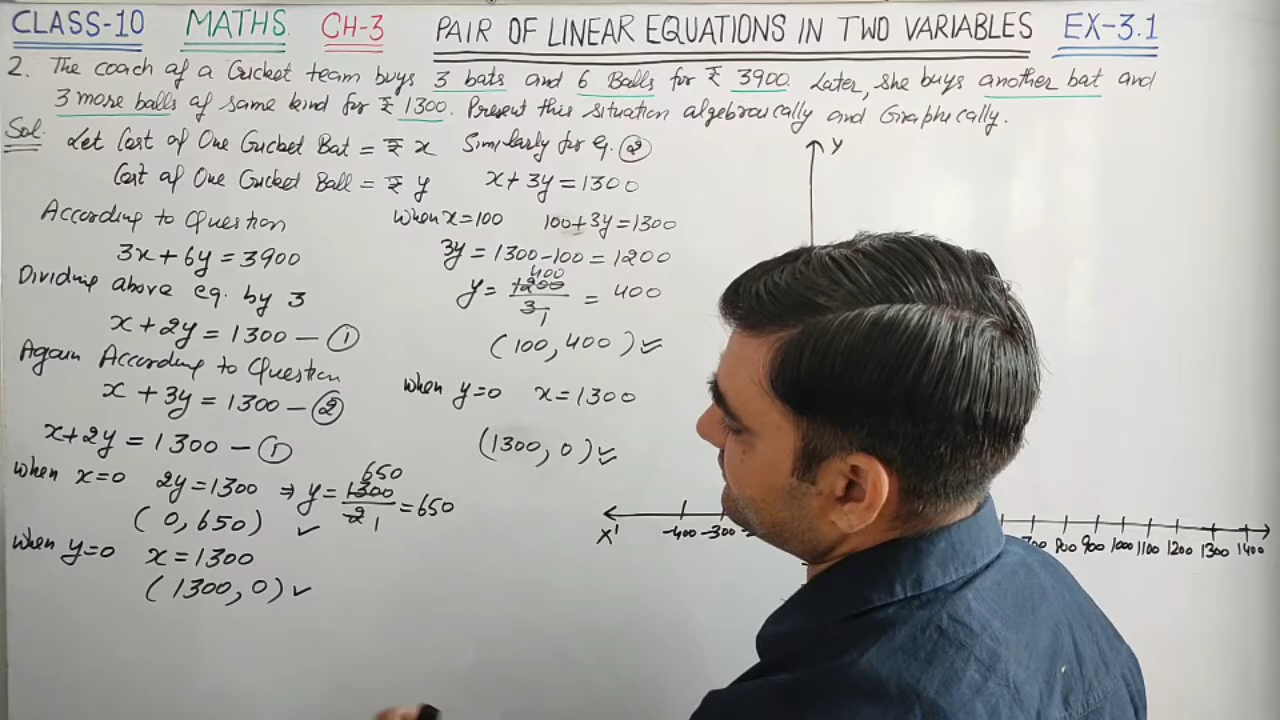 CLASS-10 MATHS. CH-3 PAIR OF LINEAR EQUATIONS IN TWO VARIABLES EX-3.1
2. The coach of a Cricket team buys 3 bats and 6 Balls for ₹ 3900. Later, she buys another bat and
3 more balls of same kind for ₹ 1300. Present this situation algebraically and Graphically.
Sol. Let Cost of One Cricket Bat = ₹ x
Cost of One Cricket Ball = ₹ y
According to Question
3x + 6y = 3900
Dividing above eq. by 3
x + 2y = 1300 — ①
Again According to Question
x + 3y = 1300 — ②
x + 2y = 1300 — ①
When x=0 2y = 1300 ⇒ y = 1300/2 = 650
650
1
(0, 650) ✓
When y=0 x = 1300
(1300, 0) ✓
Similarly for eq. ②
x + 3y = 1300
When x=100 100+3y = 1300
3y = 1300-100 = 1200
y = 1200/3 = 400
400
1
(100, 400) ✓
When y=0 x = 1300
(1300, 0) ✓
Y
X' -400 -300 700 800 900 1000 1100 1200 1300 1400